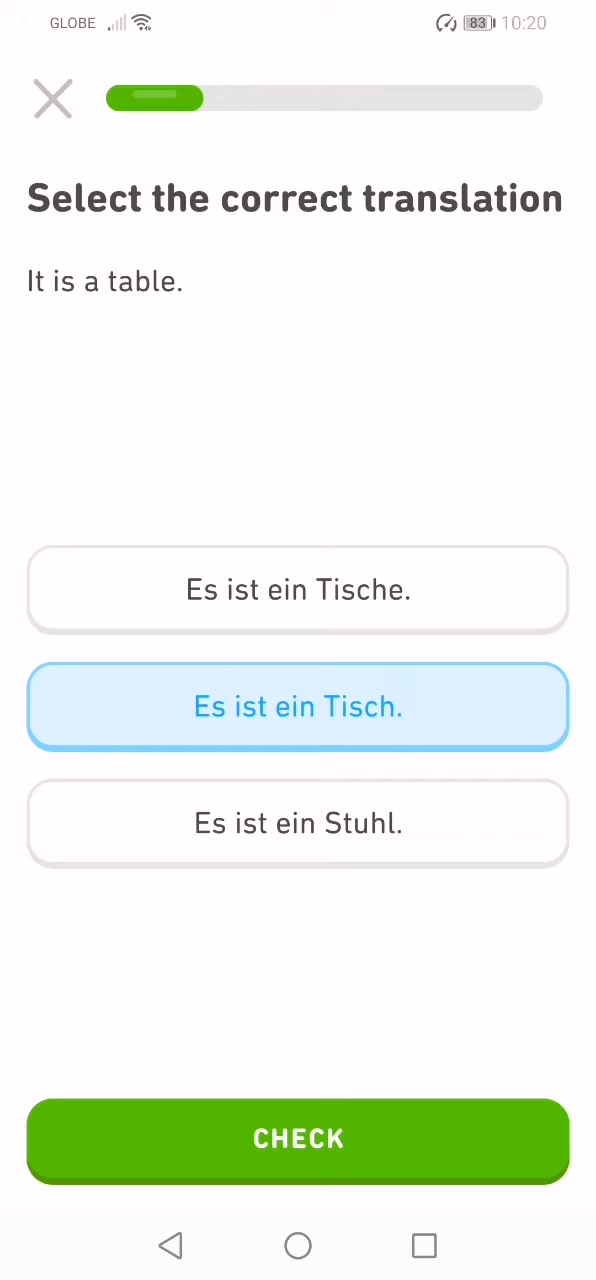 GLOBE 83 10:20
Select the correct translation
It is a table.
Es ist ein Tische.
Es ist ein Tisch.
Es ist ein Stuhl.
CHECK